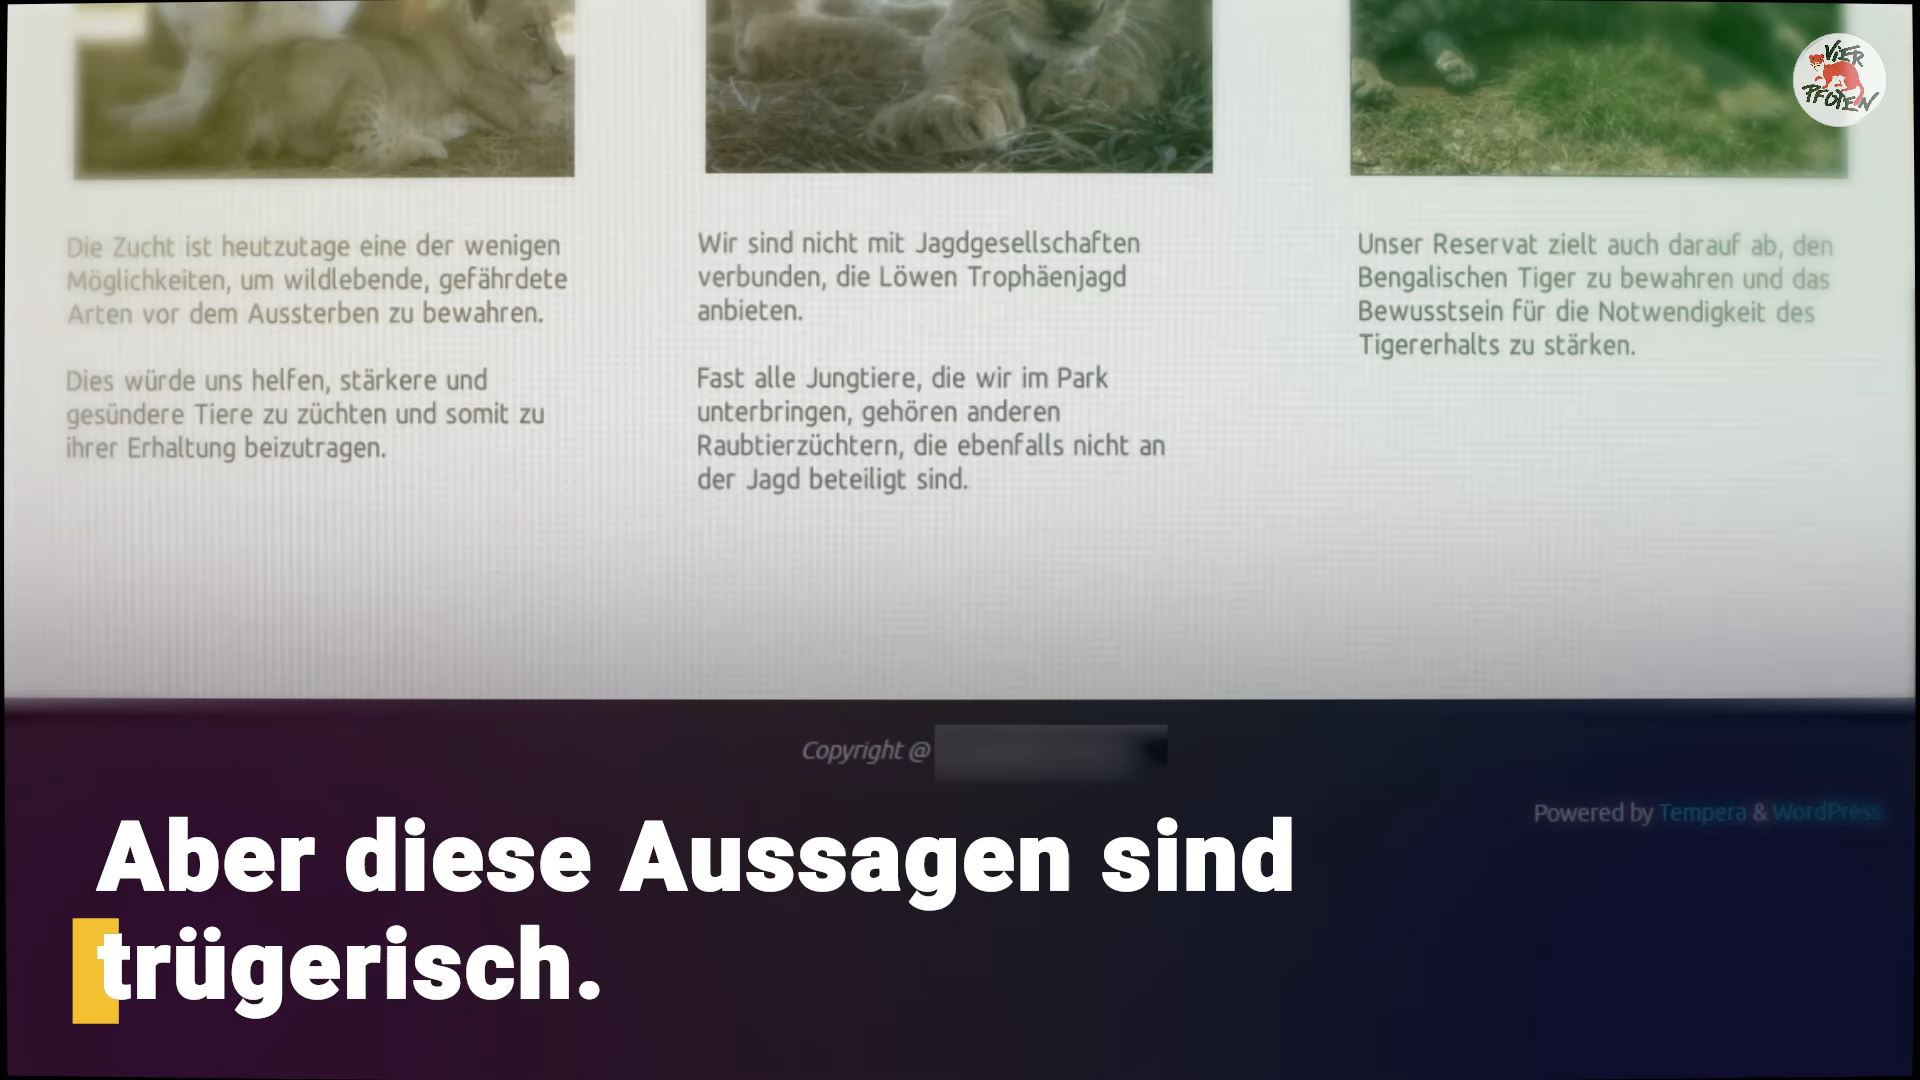 VIER
PFOTEN
Die Zucht ist heutzutage eine der wenigen
Möglichkeiten, um wildlebende, gefährdete
Arten vor dem Aussterben zu bewahren.
Dies würde uns helfen, stärkere und
gesündere Tiere zu züchten und somit zu
ihrer Erhaltung beizutragen.
Wir sind nicht mit Jagdgesellschaften
verbunden, die Löwen Trophäenjagd
anbieten.
Fast alle Jungtiere, die wir im Park
unterbringen, gehören anderen
Raubtierzüchtern, die ebenfalls nicht an
der Jagd beteiligt sind.
Unser Reservat zielt auch darauf ab, den
Bengalischen Tiger zu bewahren und das
Bewusstsein für die Notwendigkeit des
Tigererhalts zu stärken.
Copyright @
Powered by Tempera & WordPress
Aber diese Aussagen sind
trügerisch.